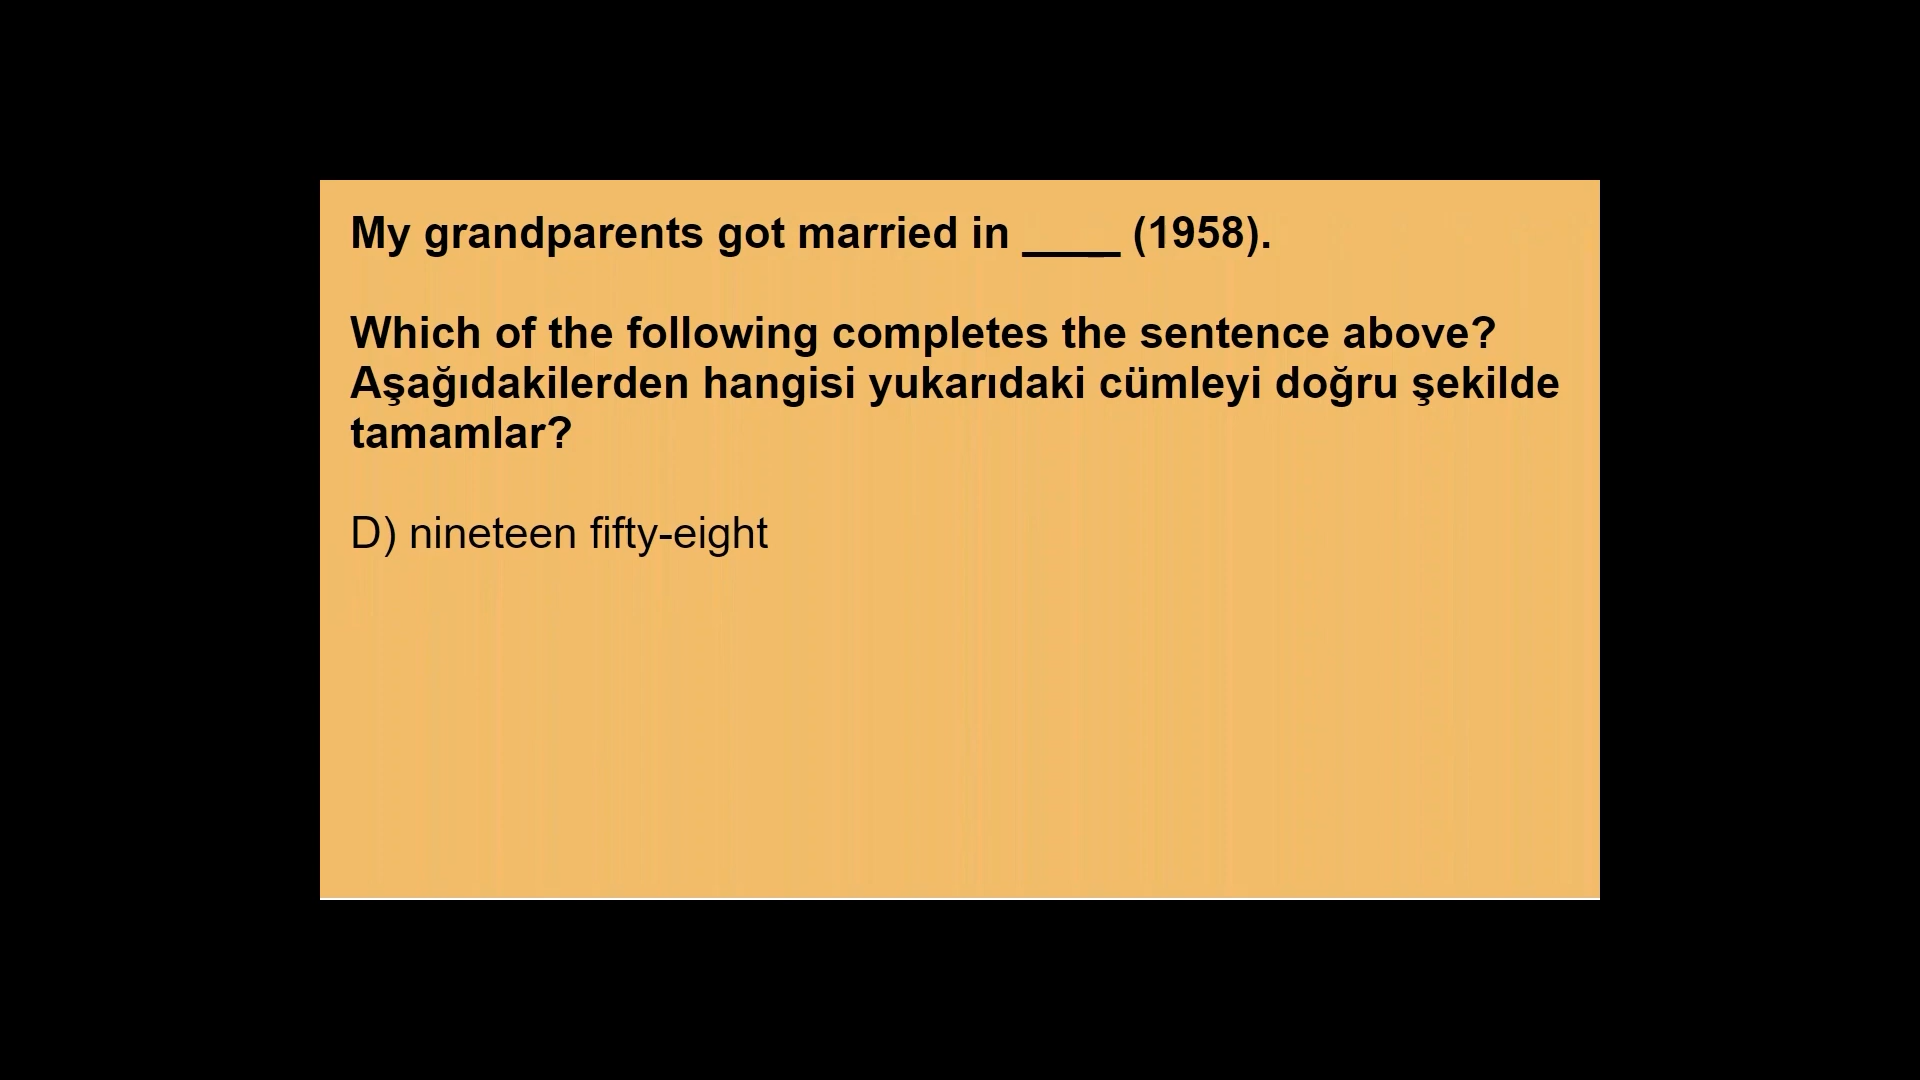 My grandparents got married in ____ (1958).
Which of the following completes the sentence above?
Aşağıdakilerden hangisi yukarıdaki cümleyi doğru şekilde
tamamlar?
D) nineteen fifty-eight